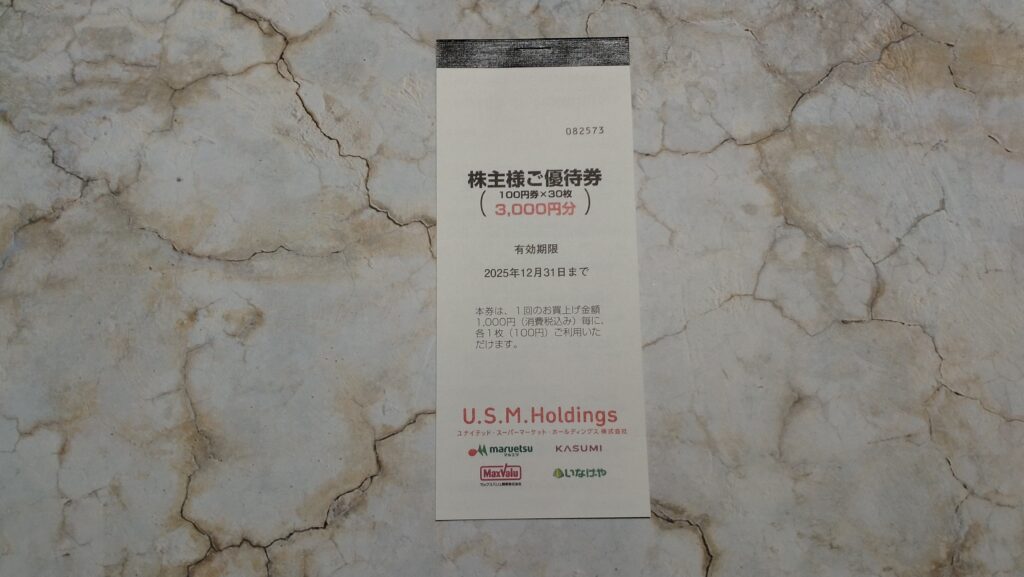 082573
株主様ご優待券
(100円券×30枚
3,000円分)
有効期限
2025年12月31日まで
本券は、1回のお買上げ金額
1,000円(消費税込み)毎に、
各1枚(100円)ご利用いた
だけます。
U.S.M.Holdings
ユナイテッド・スーパーマーケット・ホールディングス 株式会社
maruetsu KASUMI
マルエツ
MaxValu いなげや